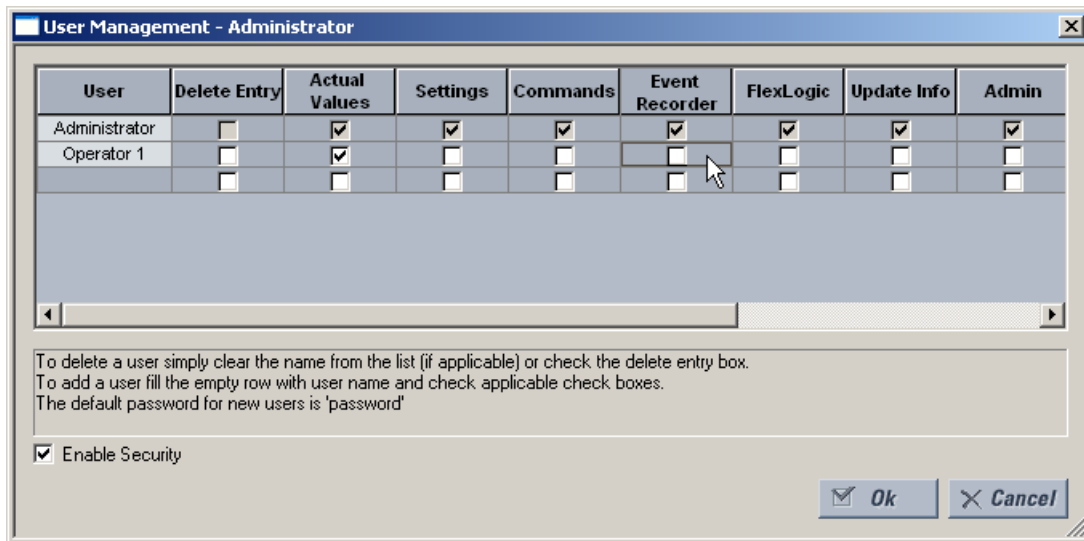 User Management - Administrator
User Delete Entry Actual Values Settings Commands Event Recorder FlexLogic Update Info Admin
Administrator
Operator 1
To delete a user simply clear the name from the list (if applicable) or check the delete entry box.
To add a user fill the empty row with user name and check applicable check boxes.
The default password for new users is 'password'
Enable Security
Ok Cancel